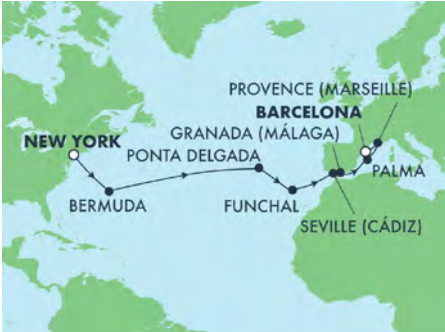 PROVENCE (MARSEILLE)
BARCELONA
NEW YORK
GRANADA (MÁLAGA)
PONTA DELGADA
PALMA
BERMUDA
FUNCHAL
SEVILLE (CÁDIZ)